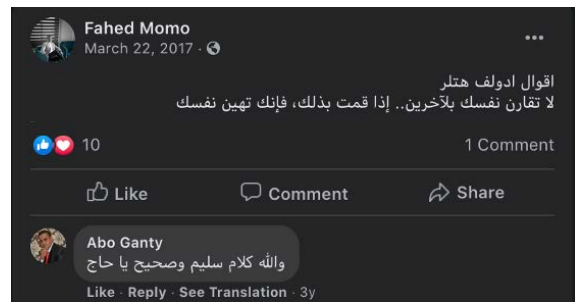 Fahed Momo
March 22, 2017 ·
اقوال ادولف هتلر
لا تقارن نفسك بلآخرين.. إذا قمت بذلك، فإنك تهين نفسك
10
1 Comment
Like
Comment
Share
Abo Ganty
والله كلام سليم وصحيح يا حاج
Like · Reply · See Translation · 3y